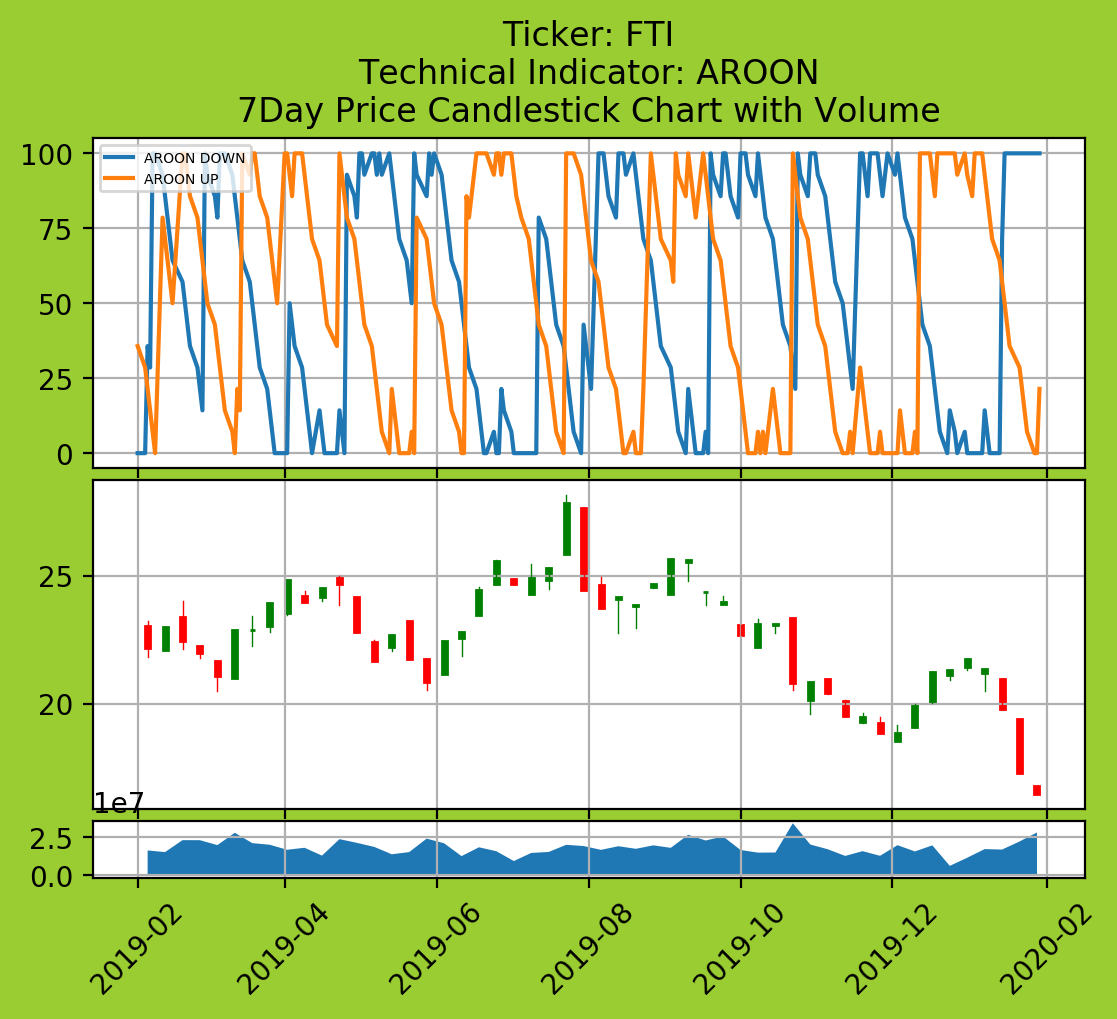 Ticker: FTI
Technical Indicator: AROON
7Day Price Candlestick Chart with Volume
100
75
50
25
0
AROON DOWN
AROON UP
25
20
1e7
2.5
0.0
2019-02
2019-04
2019-06
2019-08
2019-10
2019-12
2020-02